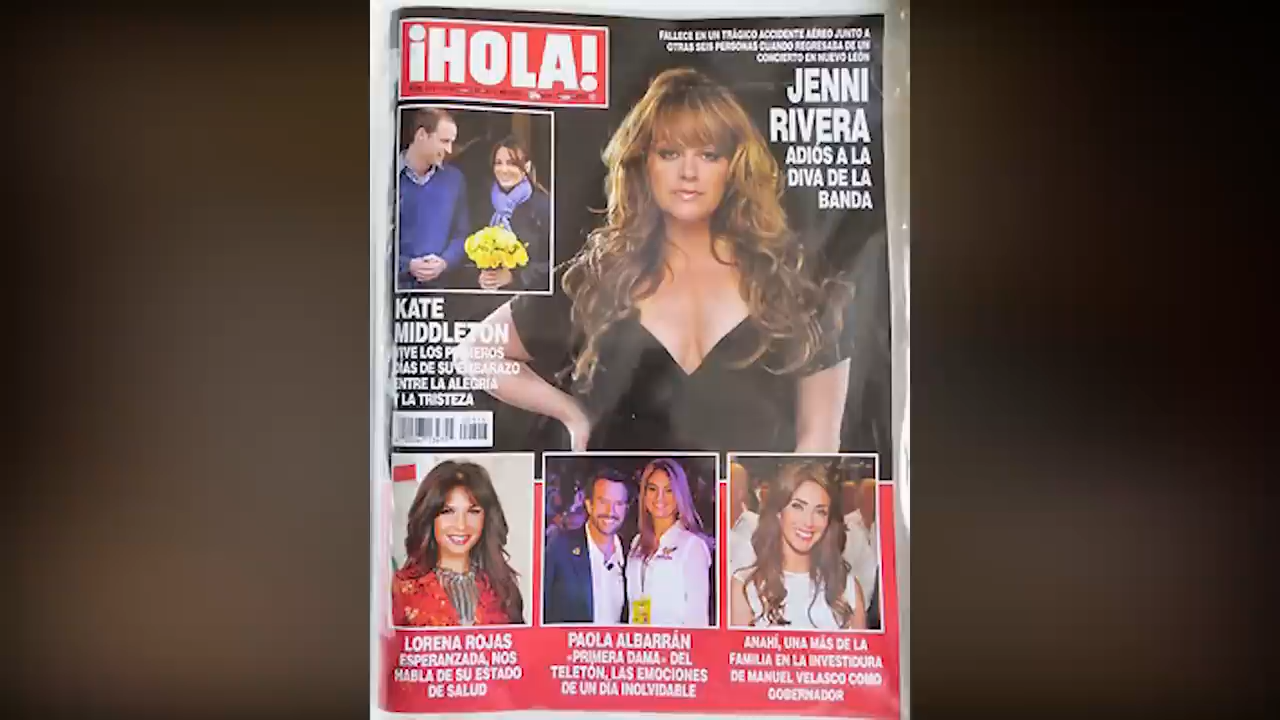 ¡HOLA!
FALLECE EN UN TRÁGICO ACCIDENTE AÉREO JUNTO A
OTRAS SEIS PERSONAS CUANDO REGRESABA DE UN
CONCIERTO EN NUEVO LEÓN
JENNI
RIVERA
ADIÓS A LA
DIVA DE LA
BANDA
KATE
MIDDLETON
VIVE LOS PRIMEROS
DÍAS DE SU EMBARAZO
ENTRE LA ALEGRÍA
Y LA TRISTEZA
LORENA ROJAS
ESPERANZADA, NOS
HABLA DE SU ESTADO
DE SALUD
PAOLA ALBARRÁN
«PRIMERA DAMA» DEL
TELETÓN, LAS EMOCIONES
DE UN DÍA INOLVIDABLE
ANAHÍ, UNA MÁS DE LA
FAMILIA EN LA INVESTIDURA
DE MANUEL VELASCO COMO
GOBERNADOR